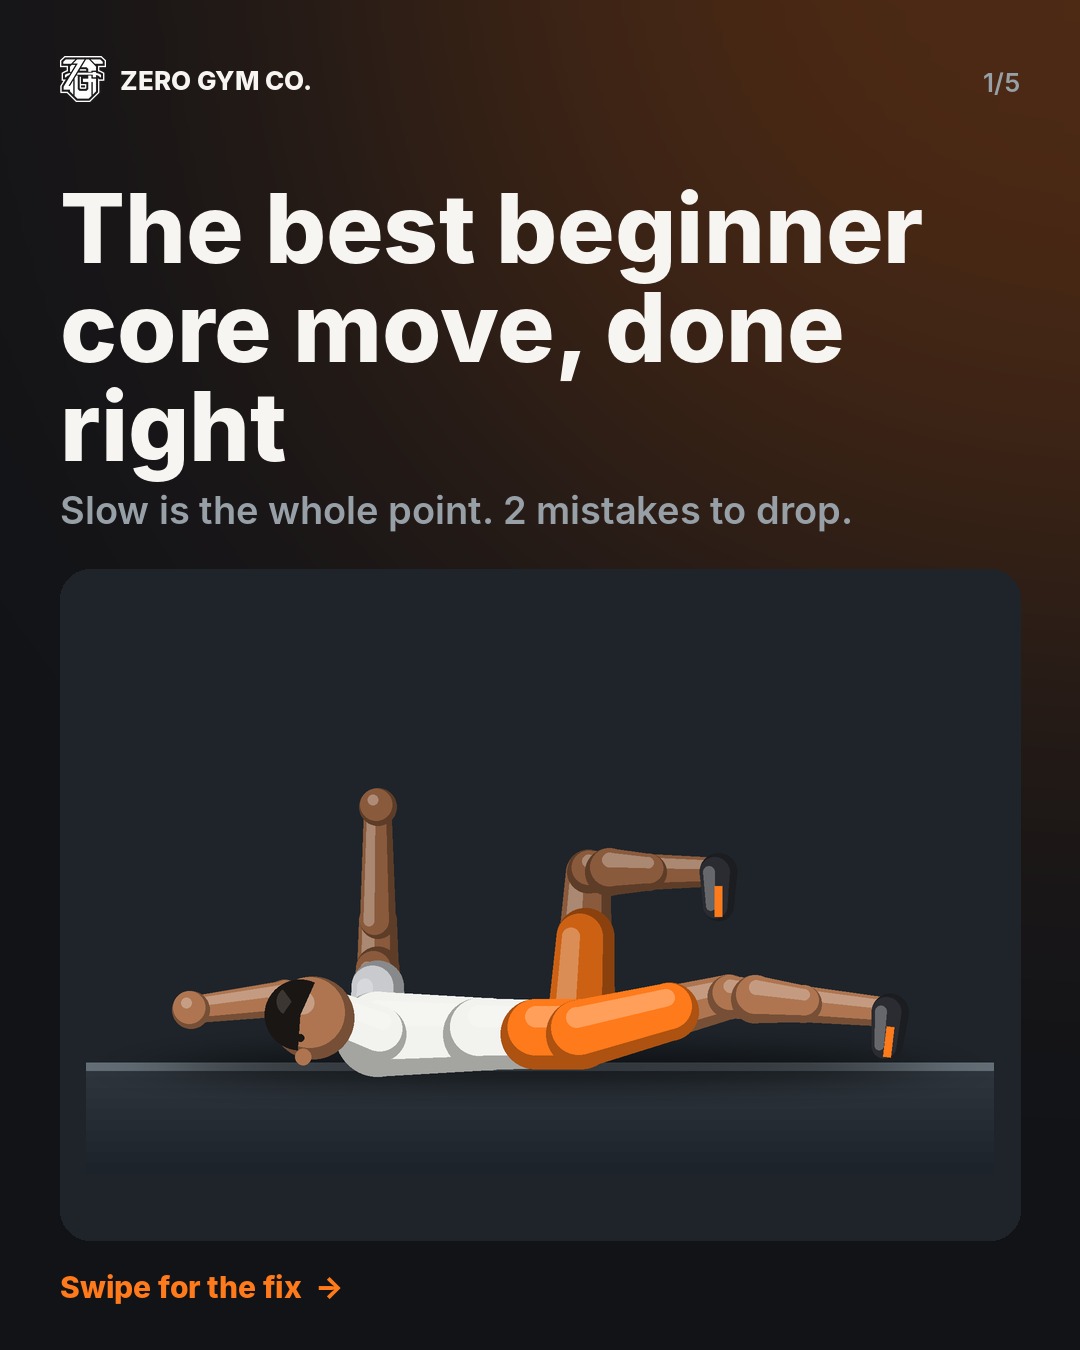 ZERO GYM CO.
1/5
The best beginner
core move, done
right
Slow is the whole point. 2 mistakes to drop.
Swipe for the fix →